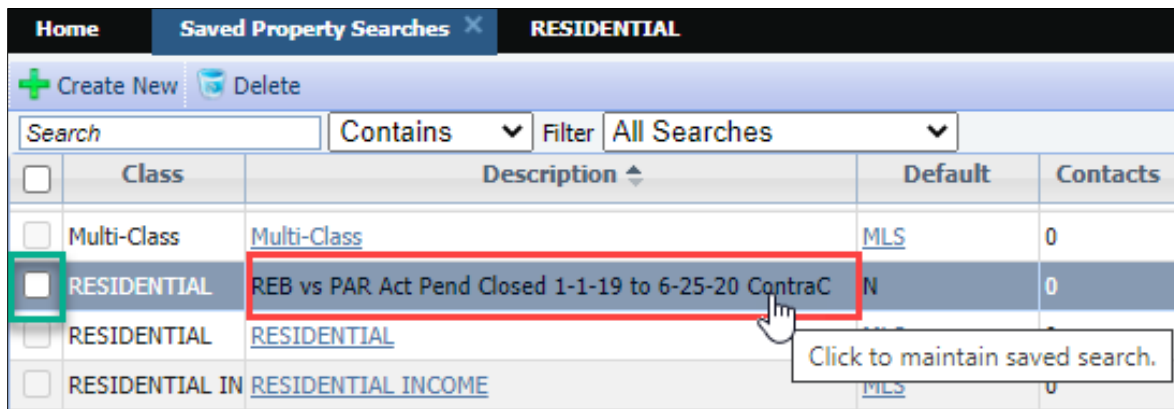 Home Saved Property Searches × RESIDENTIAL
Create New Delete
Search Contains Filter All Searches
Class Description Default Contacts
Multi-Class Multi-Class MLS 0
RESIDENTIAL REB vs PAR Act Pend Closed 1-1-19 to 6-25-20 ContraC N 0
RESIDENTIAL RESIDENTIAL
Click to maintain saved search.
RESIDENTIAL IN RESIDENTIAL INCOME MLS 0